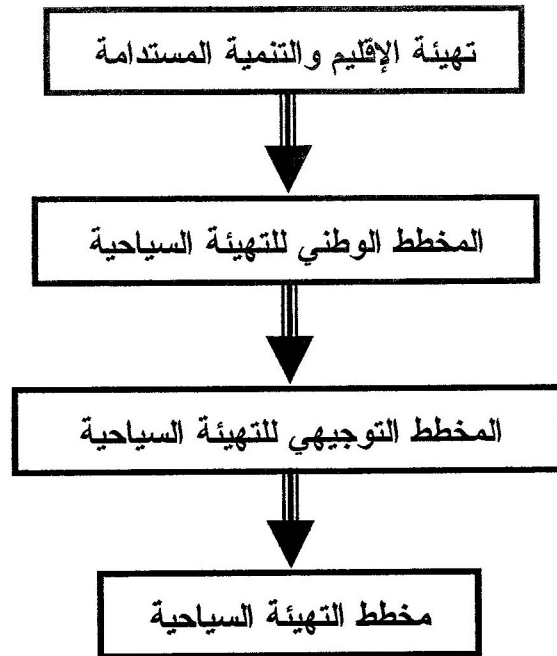 تهيئة الإقليم والتنمية المستدامة
المخطط الوطني للتهيئة السياحية
المخطط التوجيهي للتهيئة السياحية
مخطط التهيئة السياحية